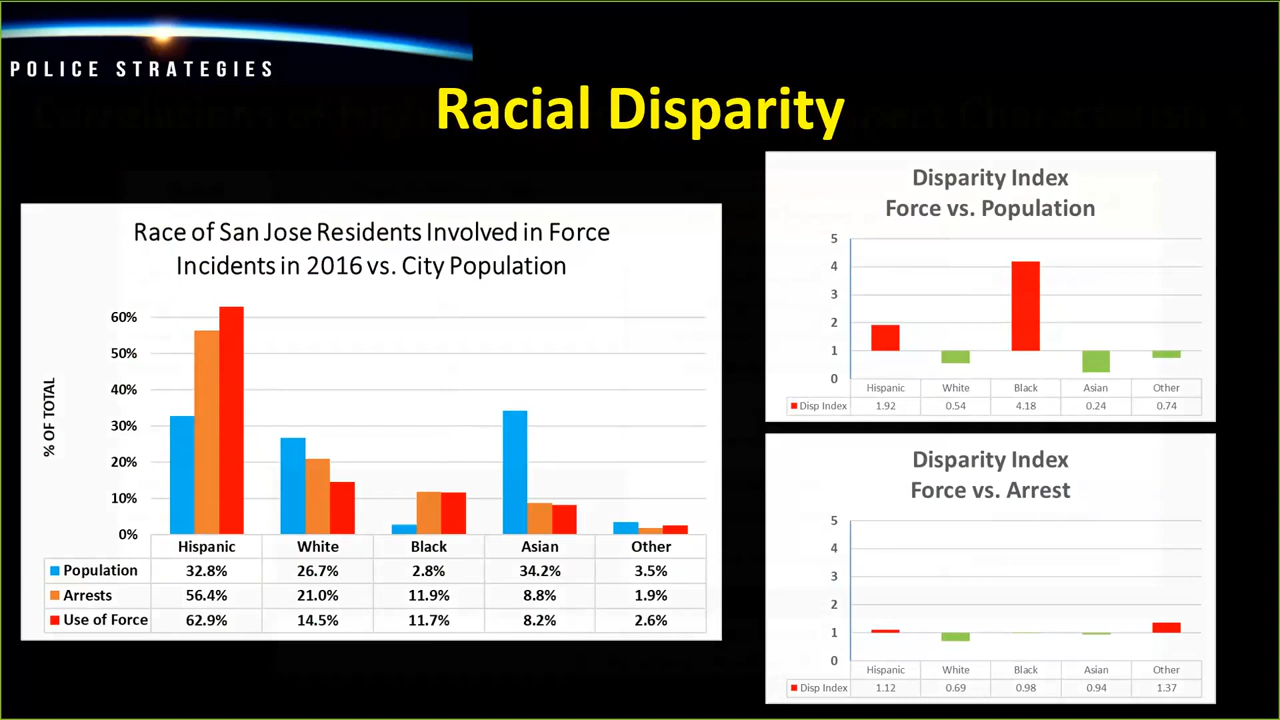 POLICE STRATEGIES
Racial Disparity
Race of San Jose Residents Involved in Force
Incidents in 2016 vs. City Population
% OF TOTAL
60%
50%
40%
30%
20%
10%
0%
Hispanic White Black Asian Other
Population 32.8% 26.7% 2.8% 34.2% 3.5%
Arrests 56.4% 21.0% 11.9% 8.8% 1.9%
Use of Force 62.9% 14.5% 11.7% 8.2% 2.6%
Disparity Index
Force vs. Population
5
4
3
2
1
0
Hispanic White Black Asian Other
Disp Index 1.92 0.54 4.18 0.24 0.74
Disparity Index
Force vs. Arrest
5
4
3
2
1
0
Hispanic White Black Asian Other
Disp Index 1.12 0.69 0.98 0.94 1.37